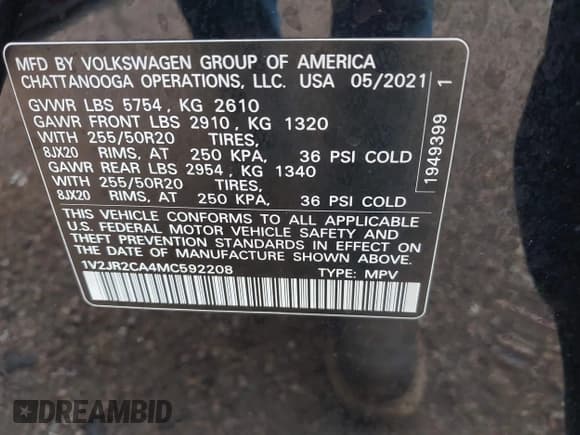 MFD BY VOLKSWAGEN GROUP OF AMERICA
CHATTANOOGA OPERATIONS, LLC. USA 05/2021
GVWR LBS 5754, KG 2610
GAWR FRONT LBS 2910, KG 1320
WITH 255/50R20 TIRES,
8JX20 RIMS, AT 250 KPA, 36 PSI COLD
GAWR REAR LBS 2954, KG 1340
WITH 255/50R20 TIRES,
8JX20 RIMS, AT 250 KPA, 36 PSI COLD
THIS VEHICLE CONFORMS TO ALL APPLICABLE
U.S. FEDERAL MOTOR VEHICLE SAFETY AND
THEFT PREVENTION STANDARDS IN EFFECT ON
THE DATE OF MANUFACTURE SHOWN ABOVE.
1V2JR2CA4MC592208 TYPE: MPV
1949399 1
DREAMBID